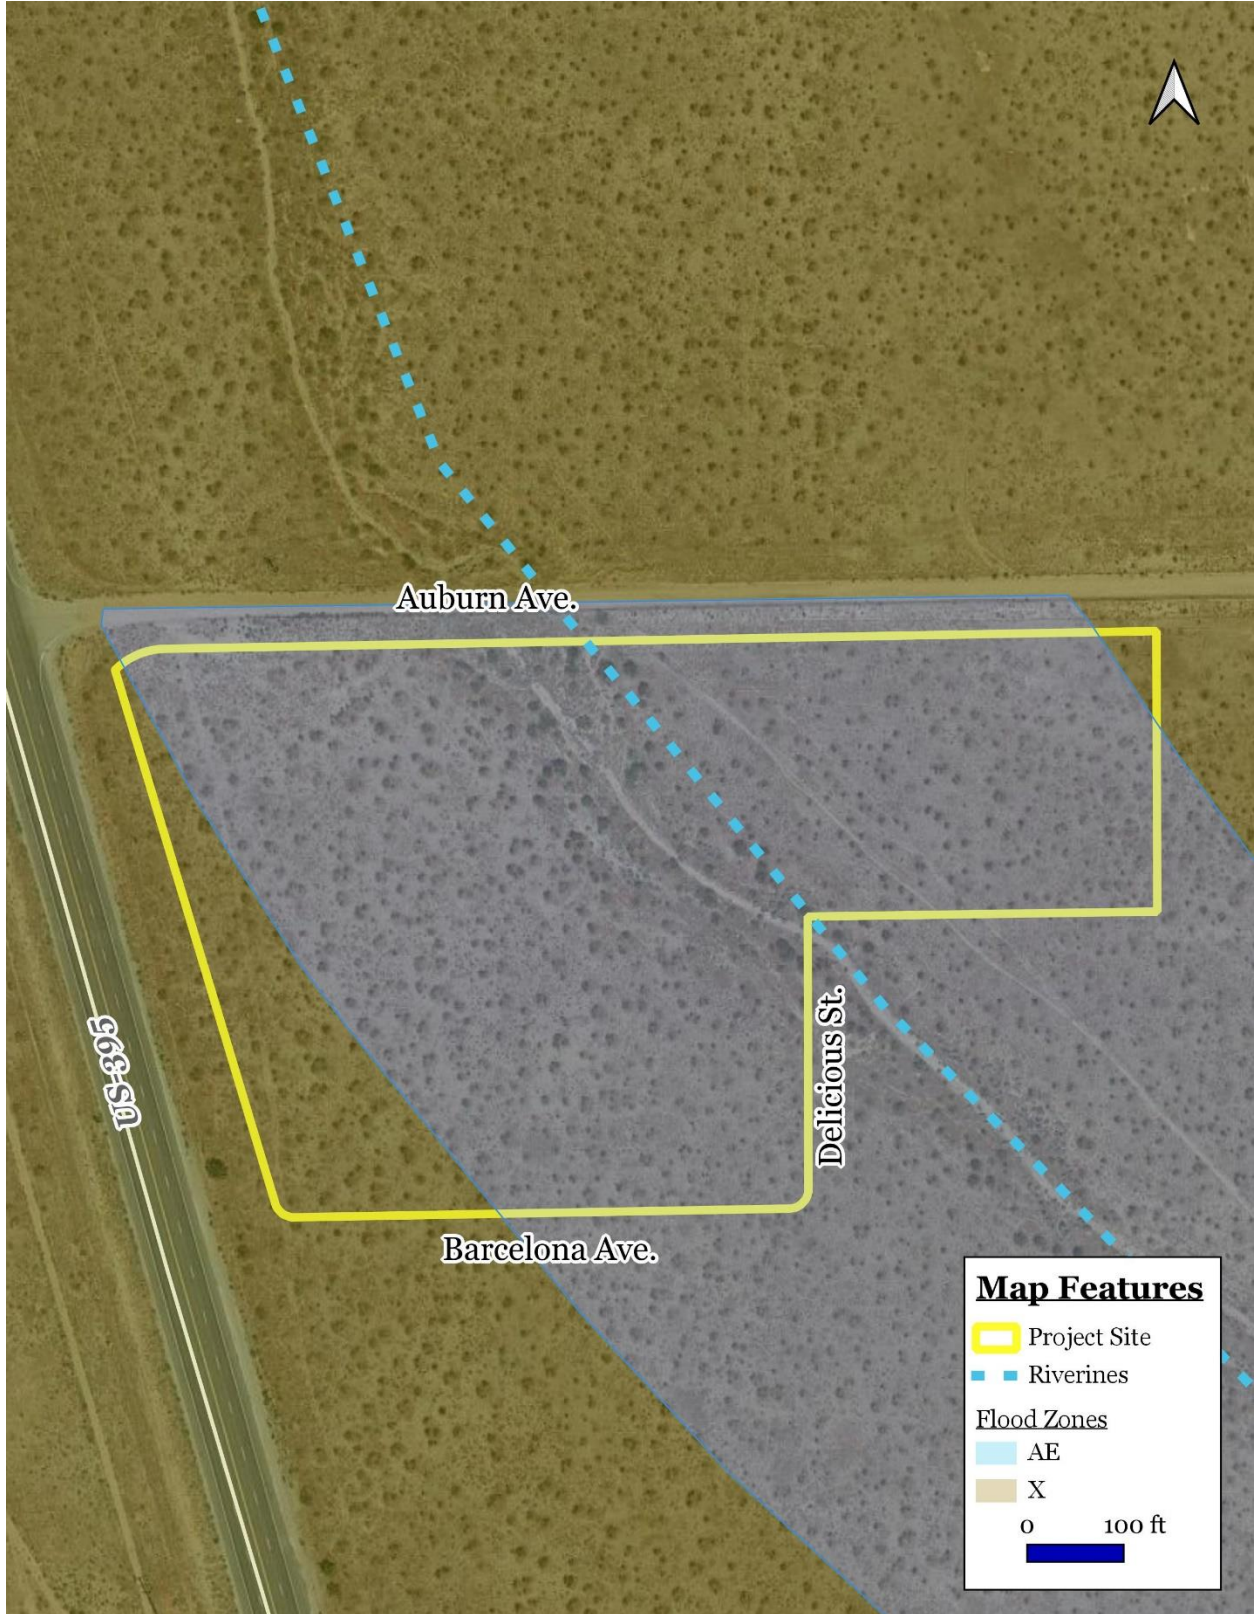 Auburn Ave.
US-395
Delicious St.
Barcelona Ave.
Map Features
Project Site
Riverines
Flood Zones
AE
X
0 100 ft